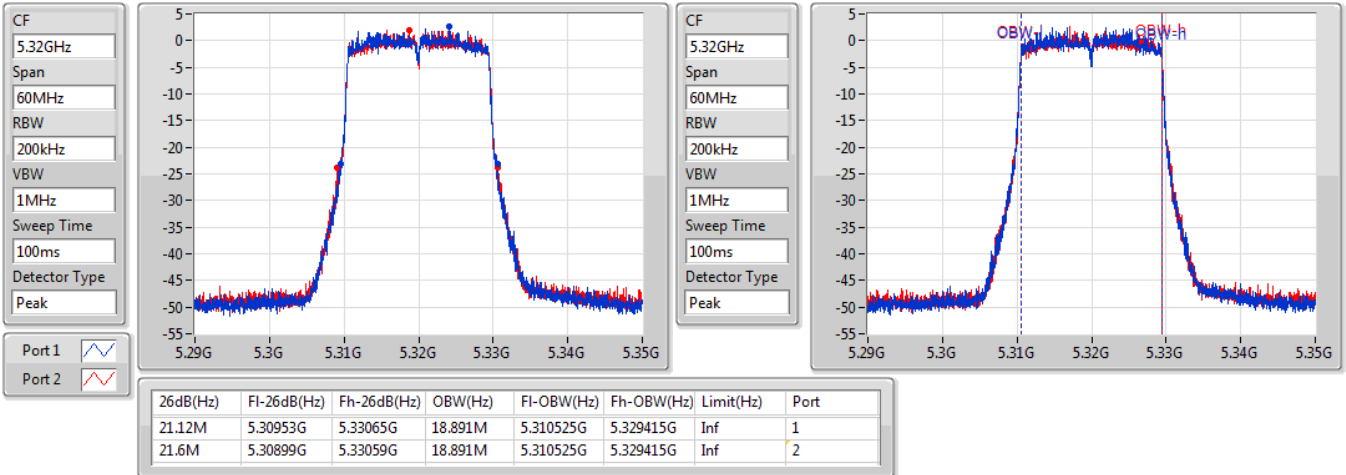 CF
5.32GHz
Span
60MHz
RBW
200kHz
VBW
1MHz
Sweep Time
100ms
Detector Type
Peak
Port 1
Port 2
5
0
-5
-10
-15
-20
-25
-30
-35
-40
-45
-50
-55
5.29G 5.3G 5.31G 5.32G 5.33G 5.34G 5.35G
CF
5.32GHz
Span
60MHz
RBW
200kHz
VBW
1MHz
Sweep Time
100ms
Detector Type
Peak
5
0
-5
-10
-15
-20
-25
-30
-35
-40
-45
-50
-55
OBW-l OBW-h
5.29G 5.3G 5.31G 5.32G 5.33G 5.34G 5.35G
26dB(Hz) Fl-26dB(Hz) Fh-26dB(Hz) OBW(Hz) Fl-OBW(Hz) Fh-OBW(Hz) Limit(Hz) Port
21.12M 5.30953G 5.33065G 18.891M 5.310525G 5.329415G Inf 1
21.6M 5.30899G 5.33059G 18.891M 5.310525G 5.329415G Inf 2